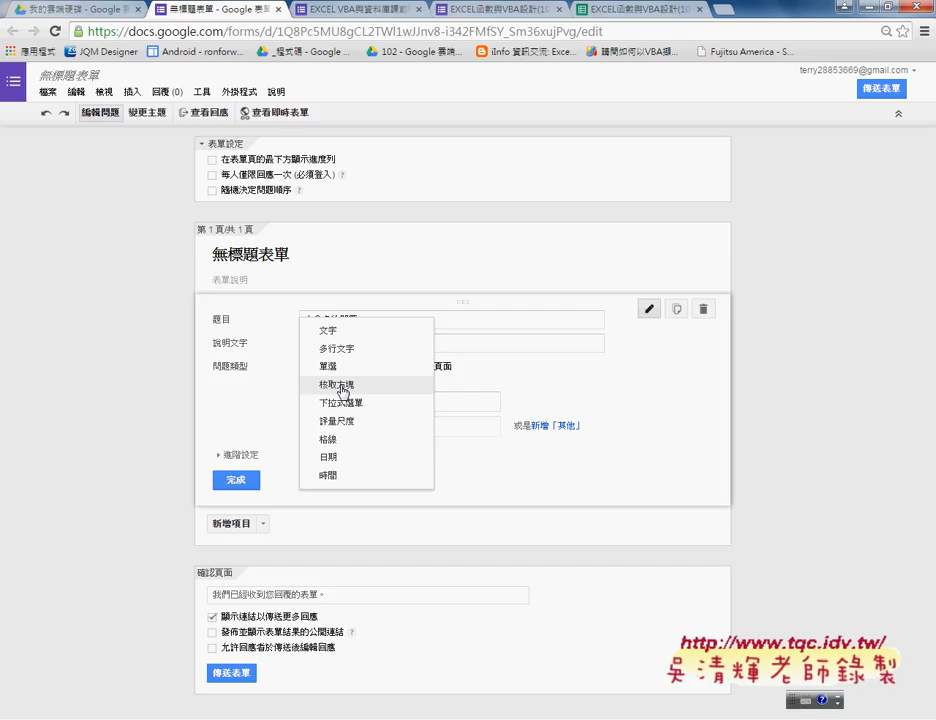 我的雲端硬碟 - Google
無標題表單 - Google 表單
EXCEL VBA與資料庫課前
EXCEL函數與VBA設計(10
EXCEL函數與VBA設計(10
https://docs.google.com/forms/d/1Q8Pc5MU8gCL2TWl1wJJnv8-i342FMfSY_Sm36xujPvg/edit
應用程式 JQM Designer Android - ronforw... _程式碼 - Google ... 102 - Google 雲端... iInfo 資訊交流: Exce... 請問如何以VBA擷... Fujitsu America - S...
無標題表單
terry28853669@gmail.com
檔案 編輯 檢視 插入 回覆 (0) 工具 外掛程式 說明
傳送表單
編輯問題 變更主題 查看回應 查看即時表單
表單設定
在表單頁的最下方顯示進度列
每人僅限回應一次 (必須登入) ?
隨機決定問題順序 ?
第 1 頁/共 1 頁
無標題表單
表單說明
題目
說明文字
問題類型
頁面
文字
多行文字
單選
核取方塊
下拉式選單
評量尺度
格線
日期
時間
或是新增「其他」
進階設定
完成
新增項目
確認頁面
我們已經收到您回覆的表單。
顯示連結以傳送更多回應
發佈並顯示表單結果的公開連結 ?
允許回應者於傳送後編輯回應
傳送表單
http://www.tqc.idv.tw/
吳清輝老師錄製